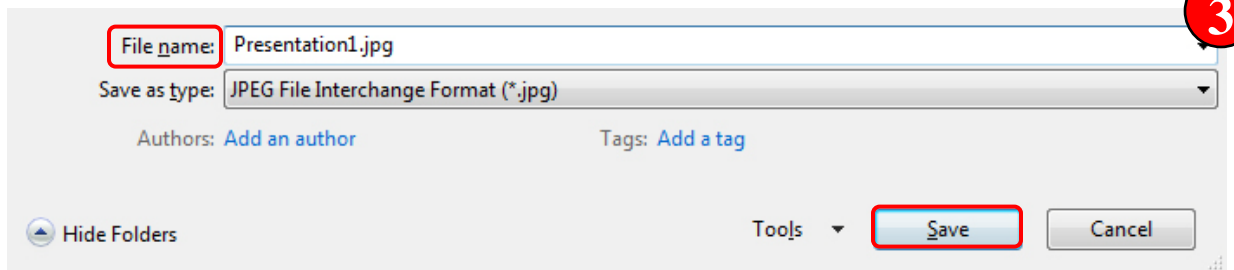 3
File name: Presentation1.jpg
Save as type: JPEG File Interchange Format (*.jpg)
Authors: Add an author Tags: Add a tag
Hide Folders Tools Save Cancel